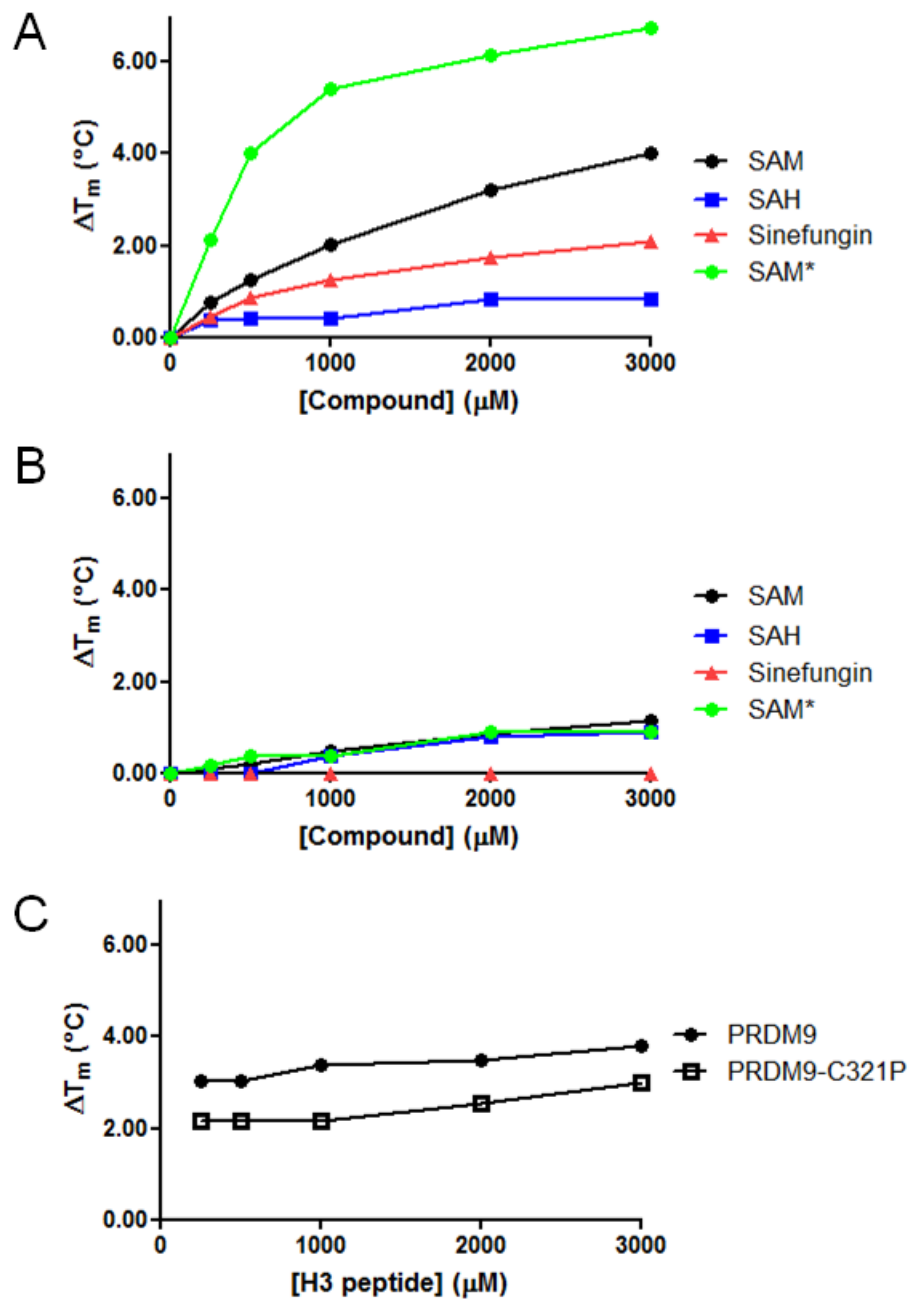 A
6.00
4.00
2.00
0.00
ΔTm (°C)
0 1000 2000 3000
[Compound] (μM)
SAM
SAH
Sinefungin
SAM*
B
6.00
4.00
2.00
0.00
ΔTm (°C)
0 1000 2000 3000
[Compound] (μM)
SAM
SAH
Sinefungin
SAM*
C
6.00
4.00
2.00
0.00
ΔTm (°C)
0 1000 2000 3000
[H3 peptide] (μM)
PRDM9
PRDM9-C321P